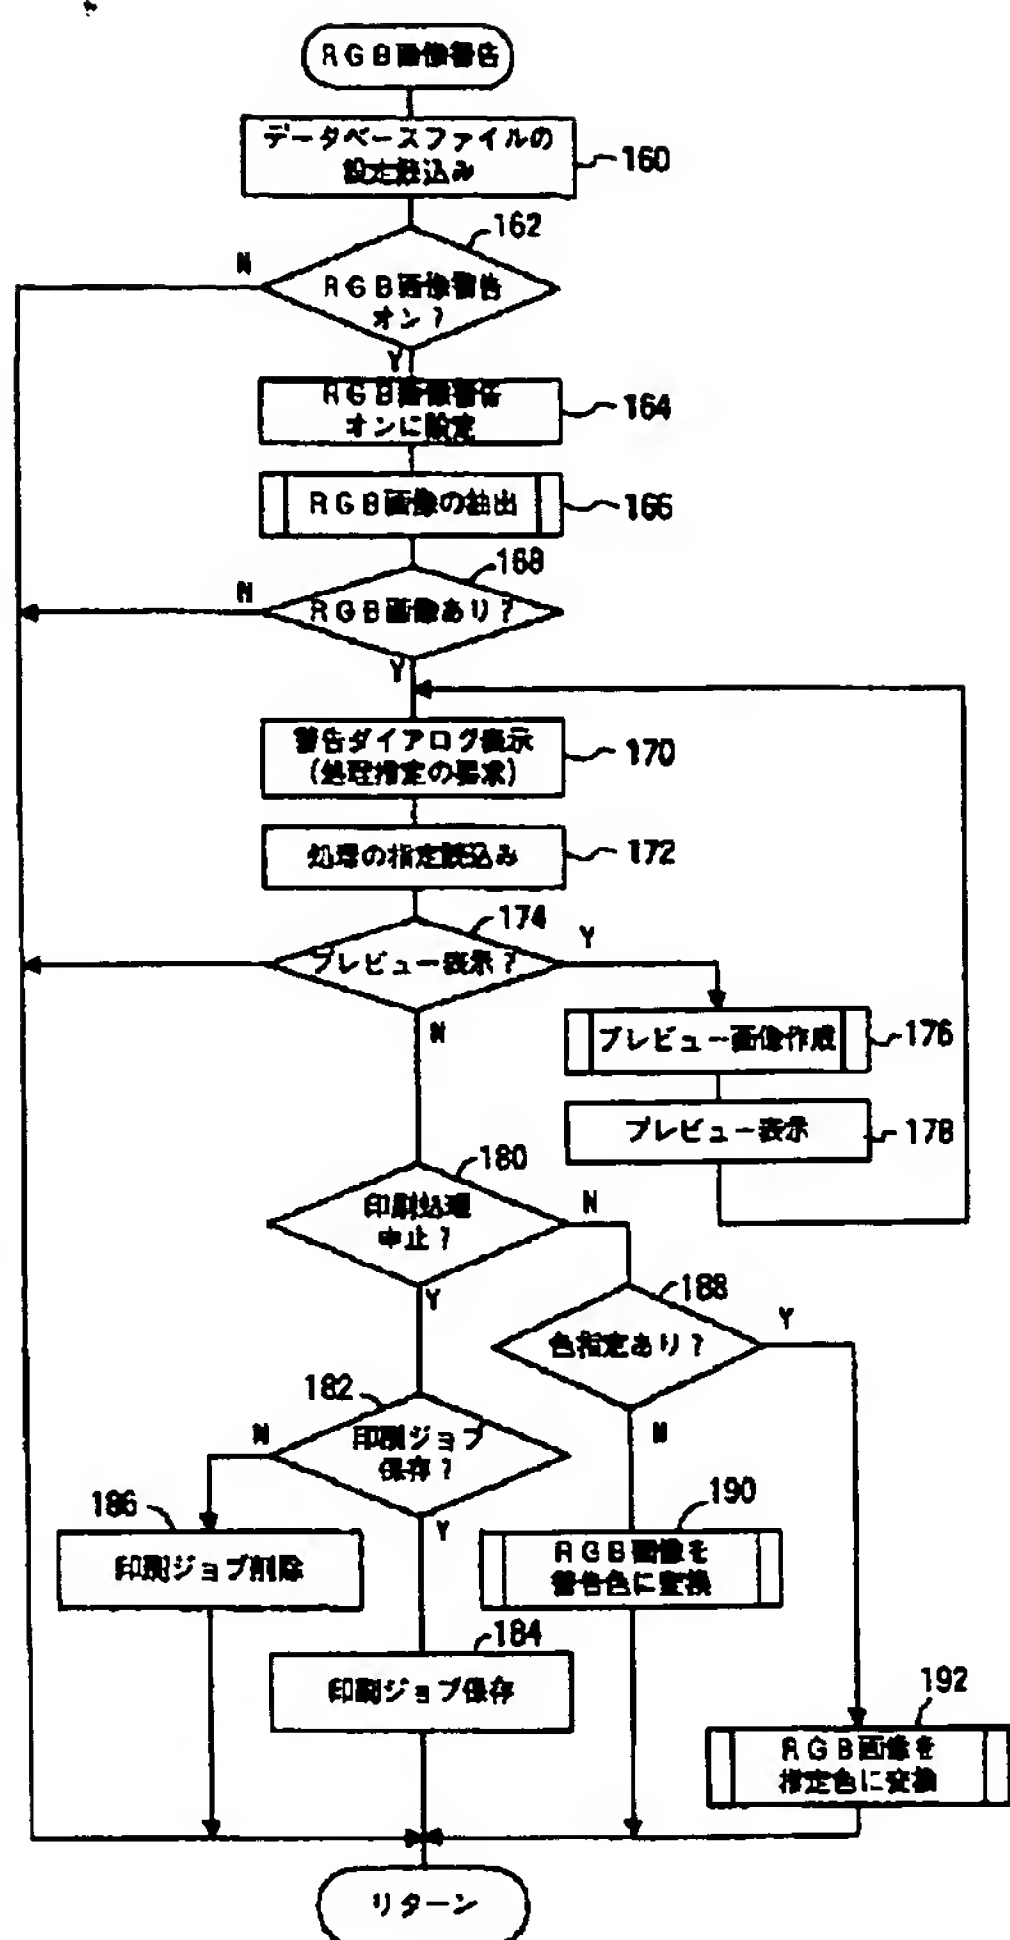 RGB画像警告
データベースファイルの
設定読込み
160
162
N
RGB画像警告
オン？
Y
RGB画像警告
オンに設定
164
RGB画像の抽出
166
168
N
RGB画像あり？
Y
警告ダイアログ表示
(処理指定の要求)
170
処理の指定読込み
172
174
プレビュー表示？
Y
N
プレビュー画像作成
176
プレビュー表示
178
180
印刷処理
中止？
N
Y
188
色指定あり？
Y
N
182
N
印刷ジョブ
保存？
Y
186
印刷ジョブ削除
190
RGB画像を
警告色に変換
184
印刷ジョブ保存
192
RGB画像を
指定色に変換
リターン